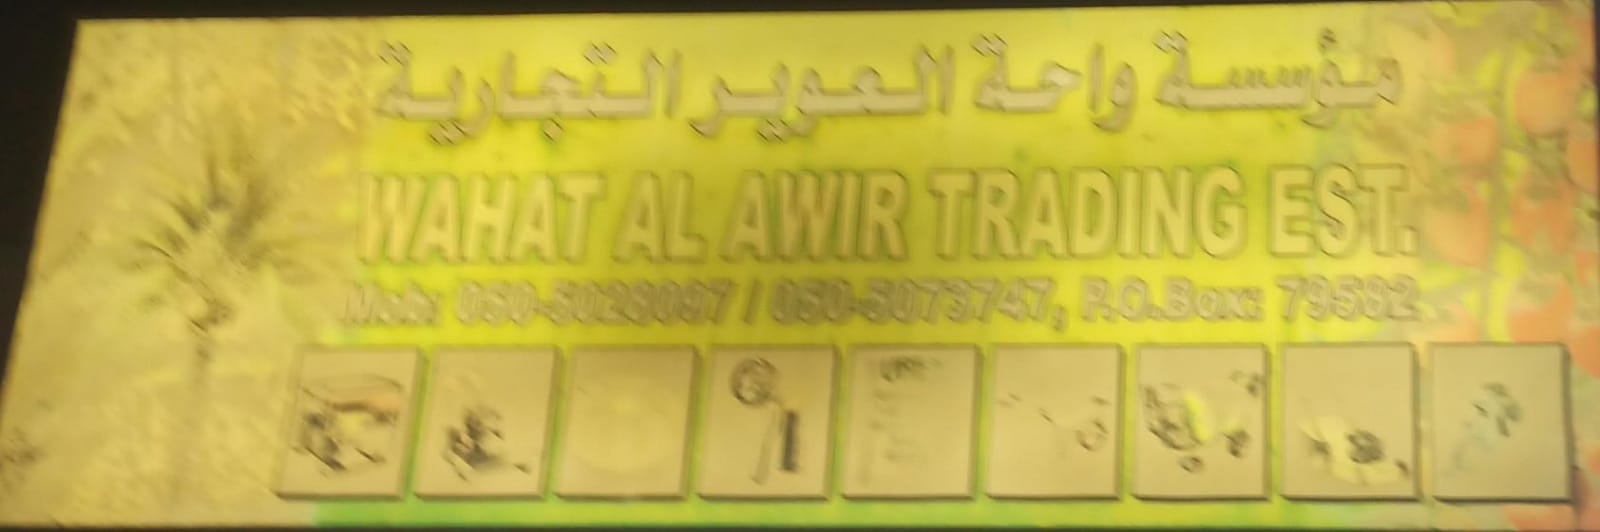 مؤسسة واحة العوير التجارية
WAHAT AL AWIR TRADING EST.
Mob: 050-5028097 / 050-5073747, P.O.Box: 79582